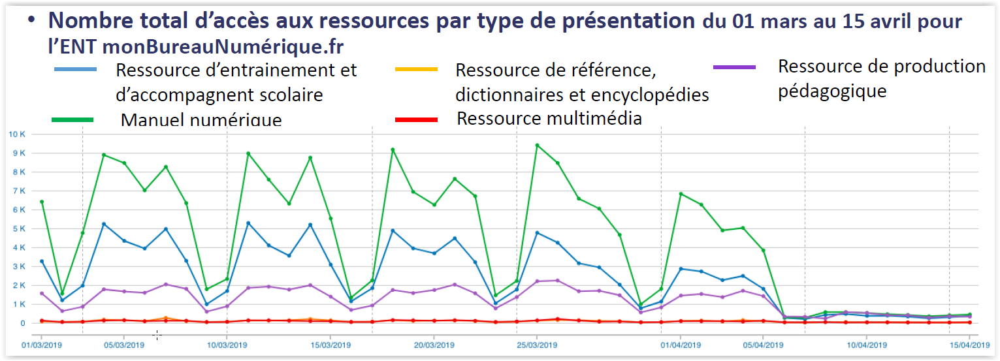 • Nombre total d’accès aux ressources par type de présentation du 01 mars au 15 avril pour
l’ENT monBureauNumérique.fr
Ressource d’entrainement et
d’accompagnent scolaire
Ressource de référence,
dictionnaires et encyclopédies
Ressource de production
pédagogique
Manuel numérique
Ressource multimédia
10 K
9 K
8 K
7 K
6 K
5 K
4 K
3 K
2 K
1 K
0
01/03/2019 05/03/2019 10/03/2019 15/03/2019 20/03/2019 25/03/2019 01/04/2019 05/04/2019 10/04/2019 15/04/2019